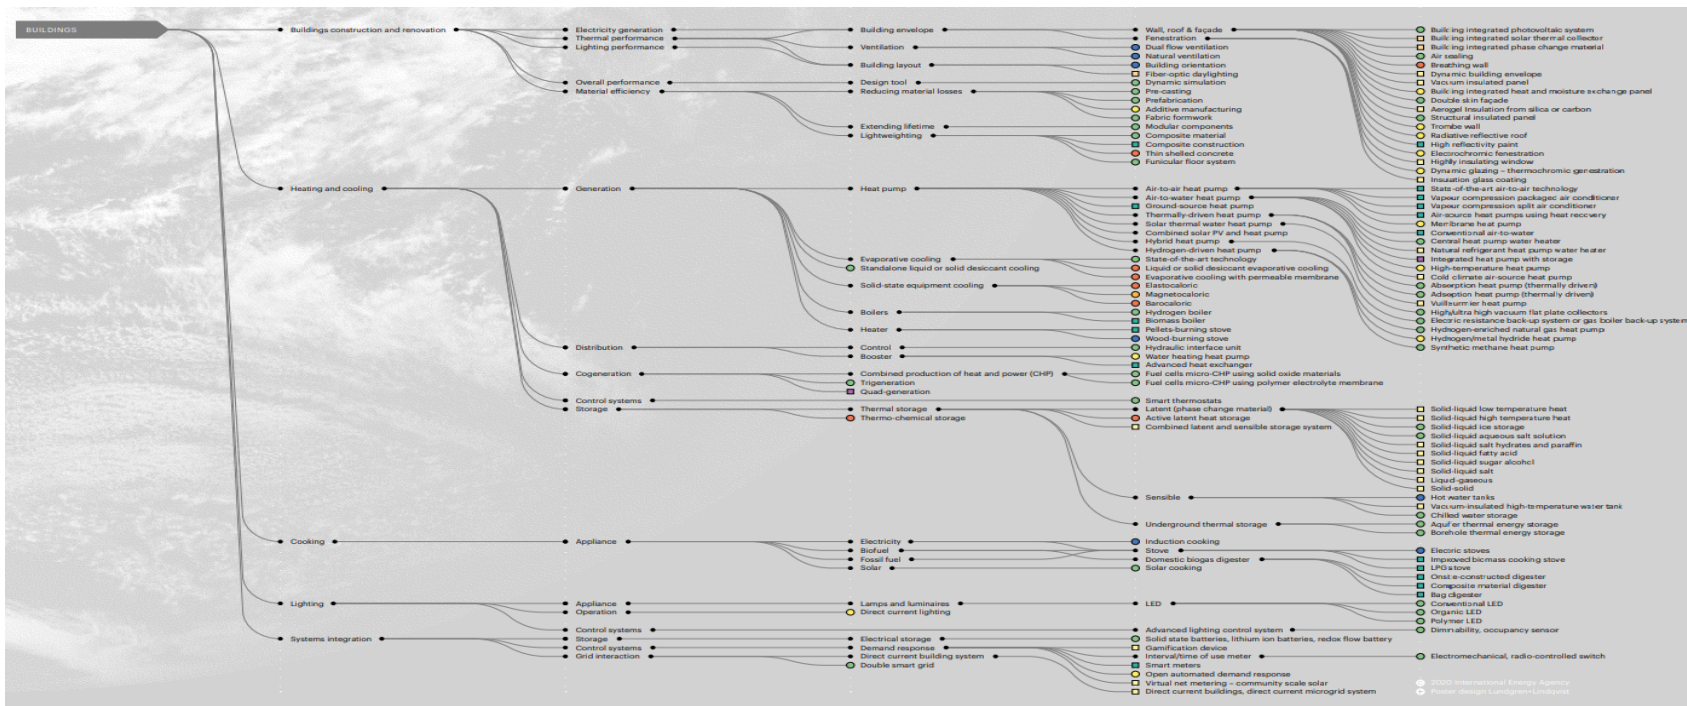 BUILDINGS
Buildings construction and renovation
Electricity generation
Thermal performance
Lighting performance
Overall performance
Material efficiency
Building envelope
Ventilation
Building layout
Design tool
Reducing material losses
Extending lifetime
Lightweighting
Wall, roof & façade
Fenestration
Dual flow ventilation
Natural ventilation
Building orientation
Fiber-optic daylighting
Dynamic simulation
Pre-casting
Prefabrication
Additive manufacturing
Fabric formwork
Modular components
Composite material
Composite construction
Thin shelled concrete
Funicular floor system
Building integrated photovoltaic system
Building integrated solar thermal collector
Building integrated phase change material
Air sealing
Breathing wall
Dynamic building envelope
Vacuum insulated panel
Building integrated heat and moisture exchange panel
Double skin façade
Aerogel Insulation from silica or carbon
Structural insulated panel
Trombe wall
Radiative reflective roof
High reflectivity paint
Electrochromic fenestration
Highly insulating window
Dynamic glazing – thermochromic generestration
Insulation glass coating
Heating and cooling
Generation
Distribution
Cogeneration
Control systems
Storage
Heat pump
Evaporative cooling
Standalone liquid or solid desiccant cooling
Solid-state equipment cooling
Boilers
Heater
Control
Booster
Combined production of heat and power (CHP)
Trigeneration
Quad-generation
Thermal storage
Thermo-chemical storage
Air-to-air heat pump
Air-to-water heat pump
Ground-source heat pump
Thermally-driven heat pump
Solar thermal water heat pump
Combined solar PV and heat pump
Hybrid heat pump
Hydrogen-driven heat pump
State-of-the-art technology
Liquid or solid desiccant evaporative cooling
Evaporative cooling with permeable membrane
Elastocaloric
Magnetocaloric
Barocaloric
Hydrogen boiler
Biomass boiler
Pellets-burning stove
Wood-burning stove
Hydraulic interface unit
Water heating heat pump
Advanced heat exchanger
Fuel cells micro-CHP using solid oxide materials
Fuel cells micro-CHP using polymer electrolyte membrane
Smart thermostats
Latent (phase change material)
Active latent heat storage
Combined latent and sensible storage system
Sensible
Underground thermal storage
State-of-the-art air-to-air technology
Vapour compression packaged air conditioner
Vapour compression split air conditioner
Air-source heat pumps using heat recovery
Membrane heat pump
Conventional air-to-water
Central heat pump water heater
Natural refrigerant heat pump water heater
Integrated heat pump with storage
High-temperature heat pump
Cold climate air-source heat pump
Absorption heat pump (thermally driven)
Adsoption heat pump (thermally driven)
Vuilleurmier heat pump
High/ultra high vacuum flat plate collectors
Electric resistance back-up system or gas boiler back-up system
Hydrogen-enriched natural gas heat pump
Hydrogen/metal hydride heat pump
Synthetic methane heat pump
Solid-liquid low temperature heat
Solid-liquid high temperature heat
Solid-liquid ice storage
Solid-liquid aqueous salt solution
Solid-liquid salt hydrates and paraffin
Solid-liquid fatty acid
Solid-liquid sugar alcohol
Solid-liquid salt
Liquid-gaseous
Solid-solid
Hot water tanks
Vacuum-insulated high-temperature water tank
Chilled water storage
Aquifer thermal energy storage
Borehole thermal energy storage
Cooking
Appliance
Electricity
Biofuel
Fossil fuel
Solar
Induction cooking
Stove
Domestic biogas digester
Solar cooking
Electric stoves
Improved biomass cooking stove
LPG stove
Onsite-constructed digester
Composite material digester
Bag digester
Lighting
Appliance
Operation
Control systems
Lamps and luminaires
Direct current lighting
LED
Advanced lighting control system
Conventional LED
Organic LED
Polymer LED
Dimmability, occupancy sensor
Systems integration
Storage
Control systems
Grid interaction
Electrical storage
Demand response
Direct current building system
Double smart grid
Solid state batteries, lithium ion batteries, redox flow battery
Gamification device
Interval/time of use meter
Smart meters
Open automated demand response
Virtual net metering – community scale solar
Direct current buildings, direct current microgrid system
Electromechanical, radio-controlled switch
2020 International Energy Agency
Poster design Lundgren+Lindqvist